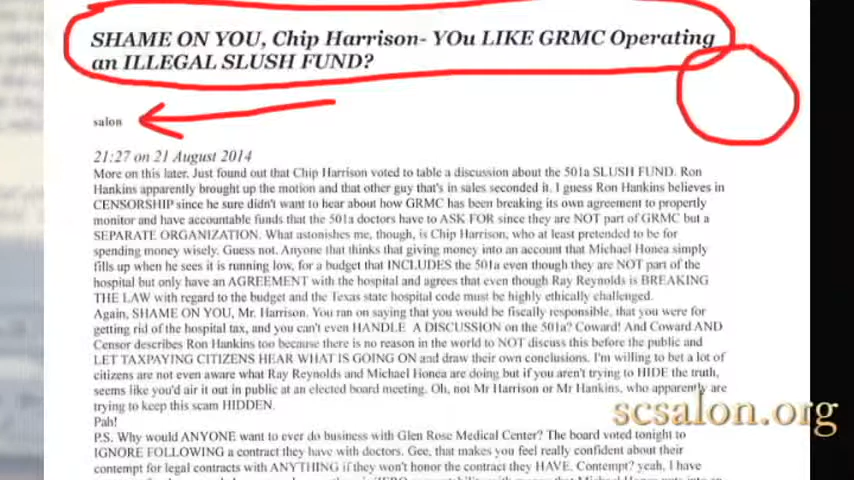 SHAME ON YOU, Chip Harrison- YOu LIKE GRMC Operating
an ILLEGAL SLUSH FUND?
salon
21:27 on 21 August 2014
More on this later. Just found out that Chip Harrison voted to table a discussion about the 501a SLUSH FUND. Ron
Hankins apparently brought up the motion and that other guy that's in sales seconded it. I guess Ron Hankins believes in
CENSORSHIP since he sure didn't want to hear about how GRMC has been breaking its own agreement to properly
monitor and have accountable funds that the 501a doctors have to ASK FOR since they are NOT part of GRMC but a
SEPARATE ORGANIZATION. What astonishes me, though, is Chip Harrison, who at least pretended to be for
spending money wisely. Guess not. Anyone that thinks that giving money into an account that Michael Honea simply
fills up when he sees it is running low, for a budget that INCLUDES the 501a even though they are NOT part of the
hospital but only have an AGREEMENT with the hospital and agrees that even though Ray Reynolds is BREAKING
THE LAW with regard to the budget and the Texas state hospital code must be highly ethically challenged.
Again, SHAME ON YOU, Mr. Harrison. You ran on saying that you would be fiscally responsible, that you were for
getting rid of the hospital tax, and you can't even HANDLE A DISCUSSION on the 501a? Coward! And Coward AND
Censor describes Ron Hankins too because there is no reason in the world to NOT discuss this before the public and
LET TAXPAYING CITIZENS HEAR WHAT IS GOING ON and draw their own conclusions. I'm willing to bet a lot of
citizens are not even aware what Ray Reynolds and Michael Honea are doing but if you aren't trying to HIDE the truth,
seems like you'd air it out in public at an elected board meeting. Oh, not Mr Harrison or Mr Hankins, who apparently are
trying to keep this scam HIDDEN.
scsalon.org
Pah!
P.S. Why would ANYONE want to ever do business with Glen Rose Medical Center? The board voted tonight to
IGNORE FOLLOWING a contract they have with doctors. Gee, that makes you feel really confident about their
contempt for legal contracts with ANYTHING if they won't honor the contract they HAVE. Contempt? yeah, I have